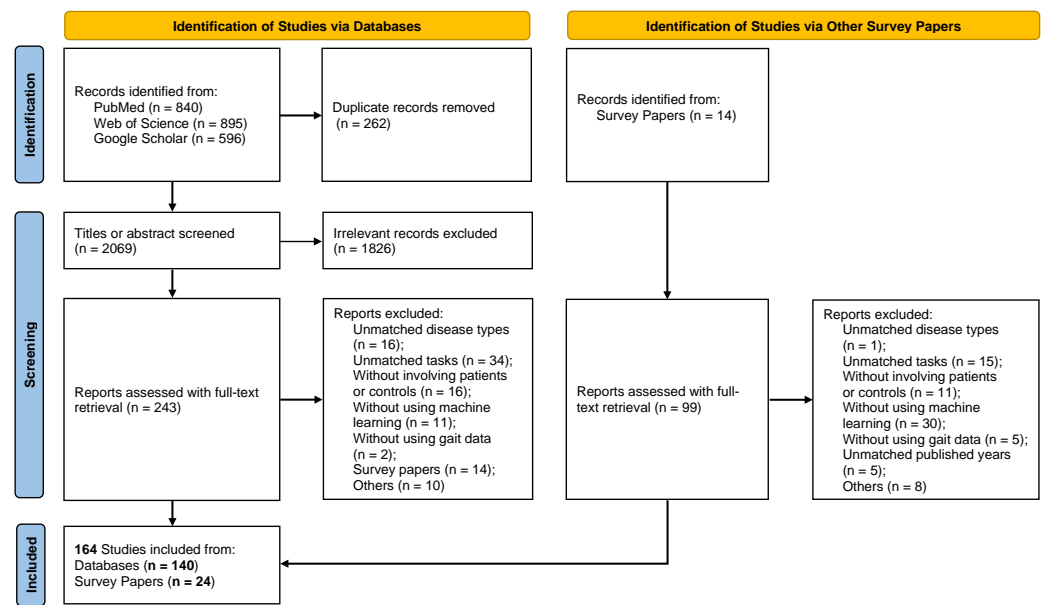 Identification of Studies via Databases
Identification of Studies via Other Survey Papers
Identification
Records identified from:
PubMed (n = 840)
Web of Science (n = 895)
Google Scholar (n = 596)
Duplicate records removed
(n = 262)
Records identified from:
Survey Papers (n = 14)
Screening
Titles or abstract screened
(n = 2069)
Irrelevant records excluded
(n = 1826)
Reports assessed with full-text
retrieval (n = 243)
Reports excluded:
Unmatched disease types
(n = 16);
Unmatched tasks (n = 34);
Without involving patients
or controls (n = 16);
Without using machine
learning (n = 11);
Without using gait data
(n = 2);
Survey papers (n = 14);
Others (n = 10)
Reports assessed with full-
text retrieval (n = 99)
Reports excluded:
Unmatched disease types
(n = 1);
Unmatched tasks (n = 15);
Without involving patients
or controls (n = 11);
Without using machine
learning (n = 30);
Without using gait data (n = 5);
Unmatched published years
(n = 5);
Others (n = 8)
Included
164 Studies included from:
Databases (n = 140)
Survey Papers (n = 24)